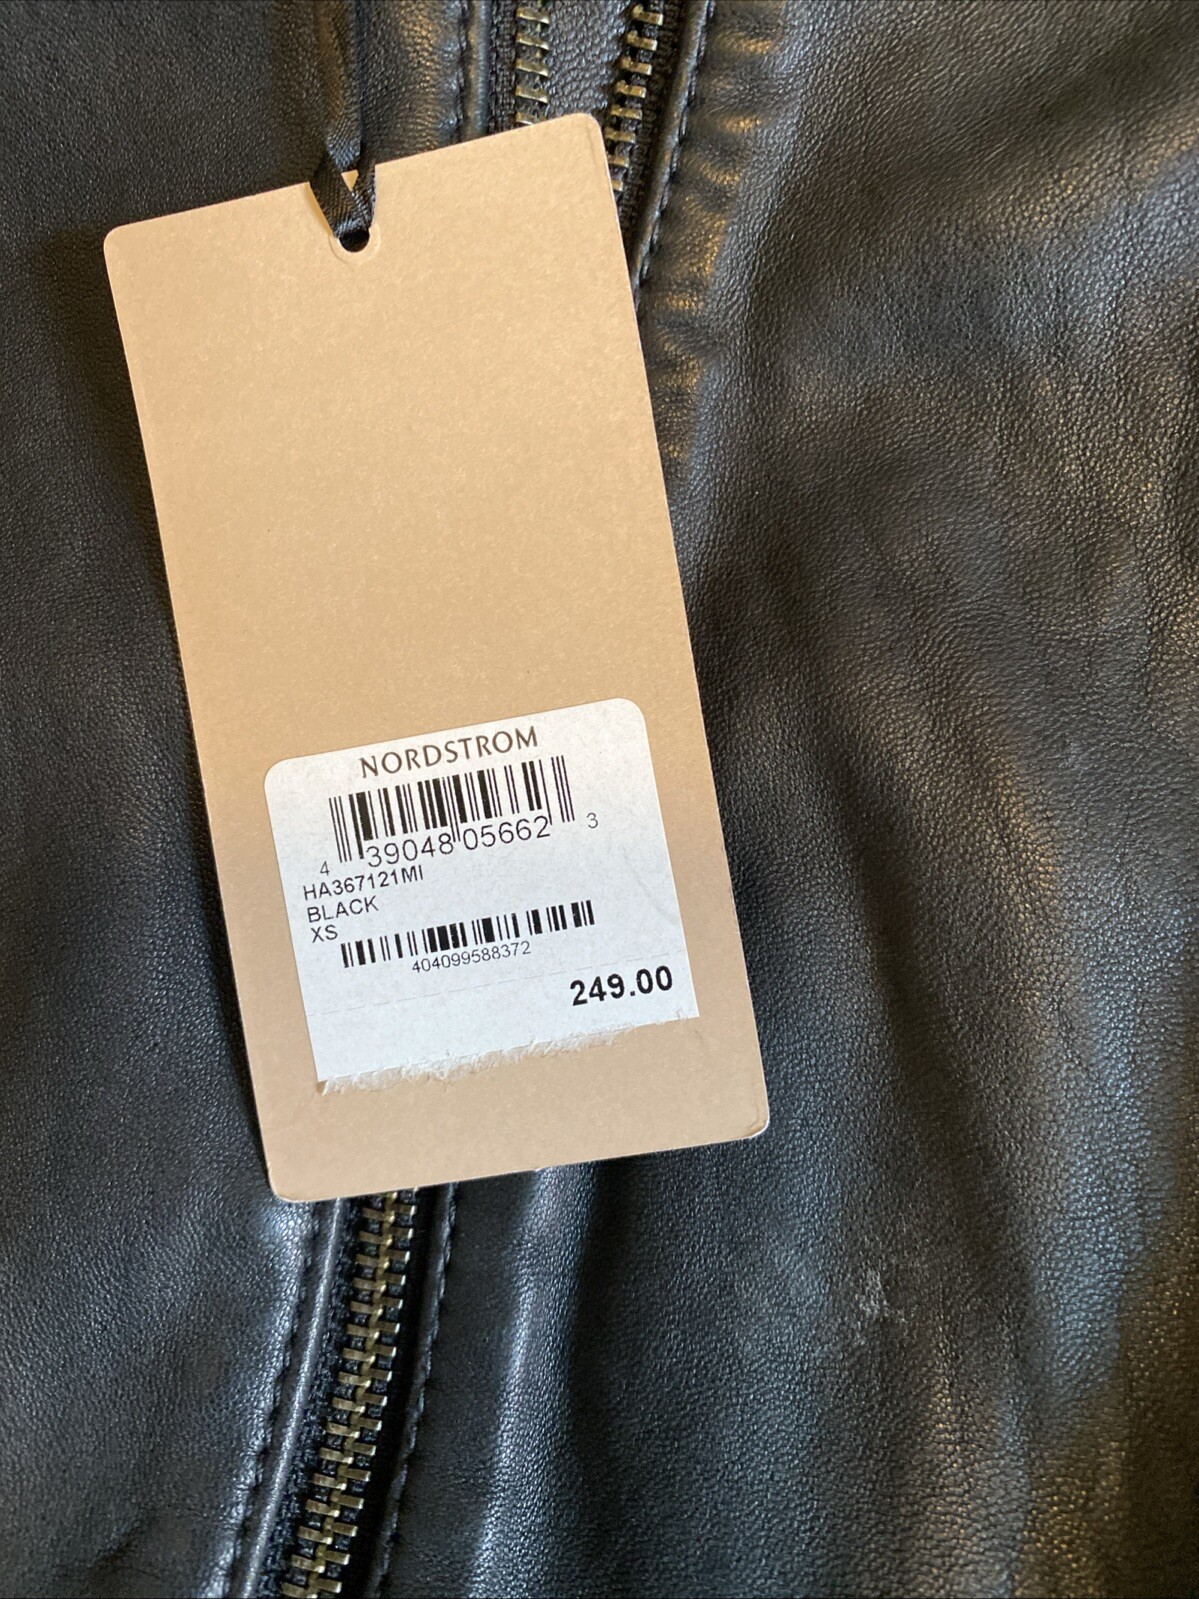 NORDSTROM
4 39048 05662 3
HA367121MI
BLACK
XS
404099588372
249.00